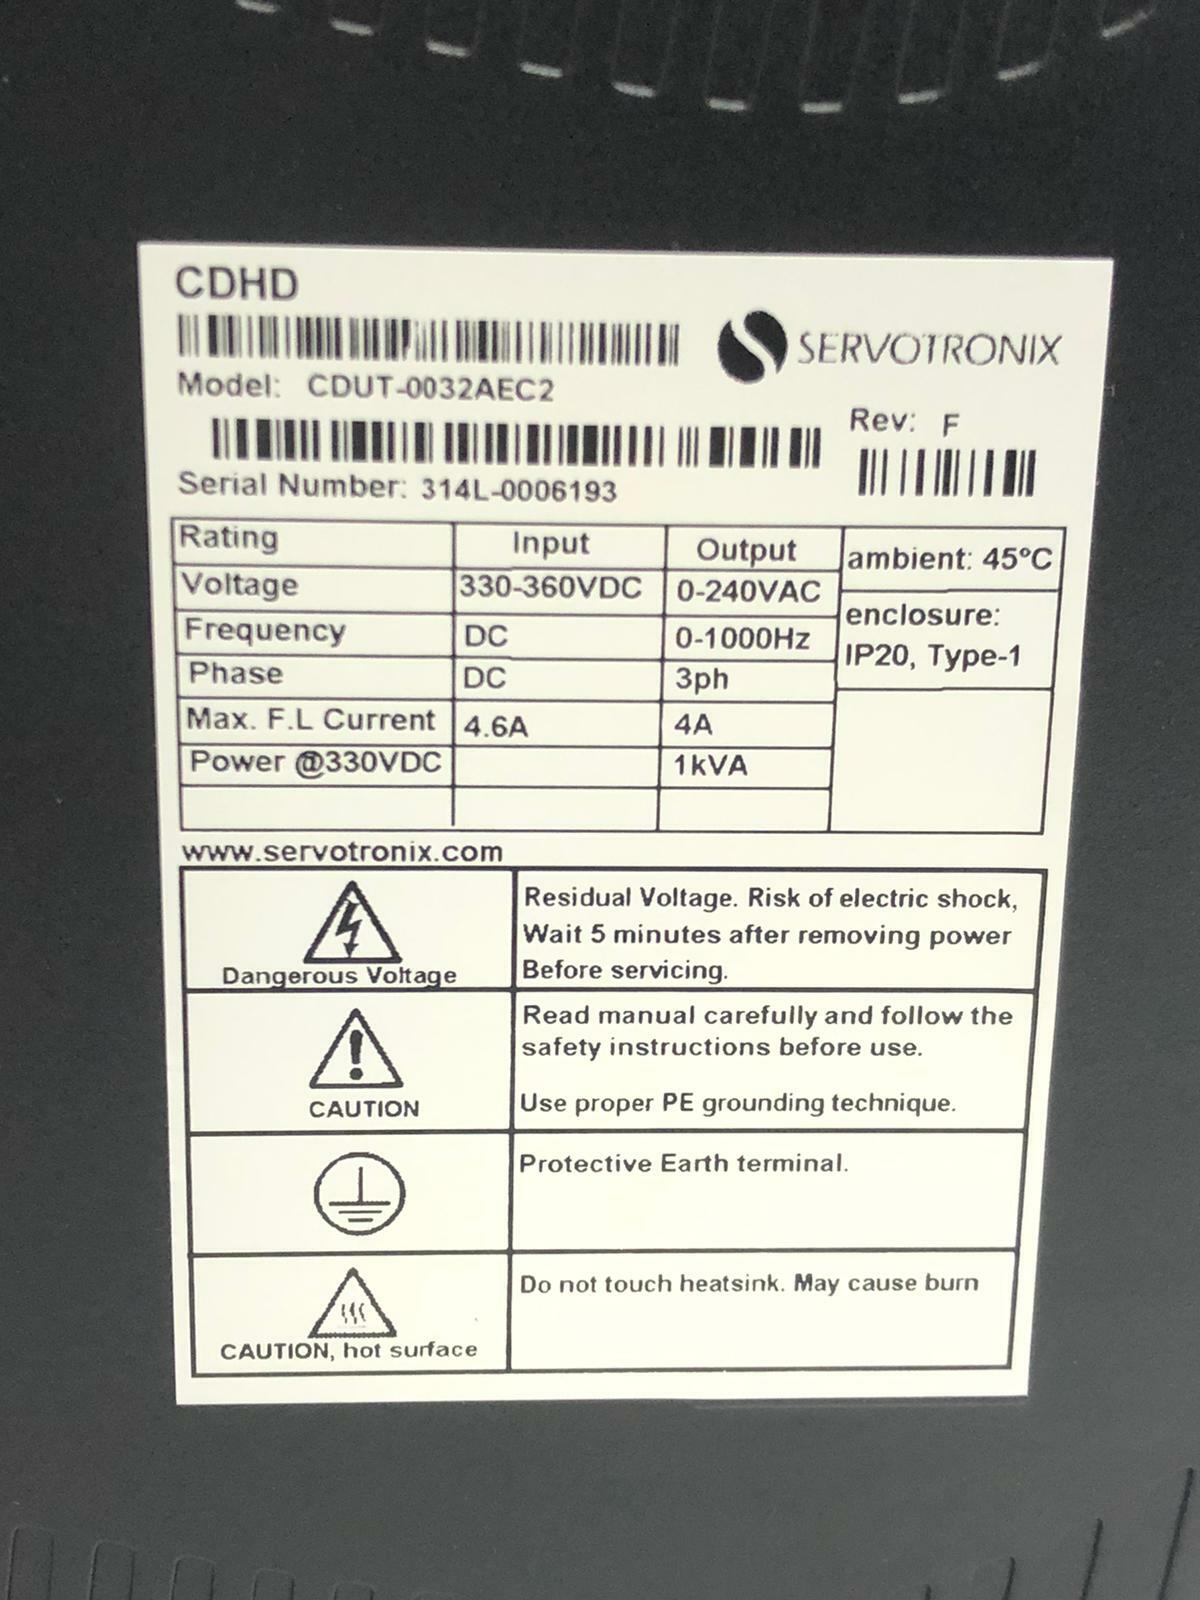 CDHD
SERVOTRONIX
Model: CDUT-0032AEC2
Rev: F
Serial Number: 314L-0006193
Rating Input Output ambient: 45°C
Voltage 330-360VDC 0-240VAC enclosure:
Frequency DC 0-1000Hz IP20, Type-1
Phase DC 3ph
Max. F.L Current 4.6A 4A
Power @330VDC 1kVA
www.servotronix.com
Dangerous Voltage
Residual Voltage. Risk of electric shock,
Wait 5 minutes after removing power
Before servicing.
CAUTION
Read manual carefully and follow the
safety instructions before use.
Use proper PE grounding technique.
Protective Earth terminal.
CAUTION, hot surface
Do not touch heatsink. May cause burn